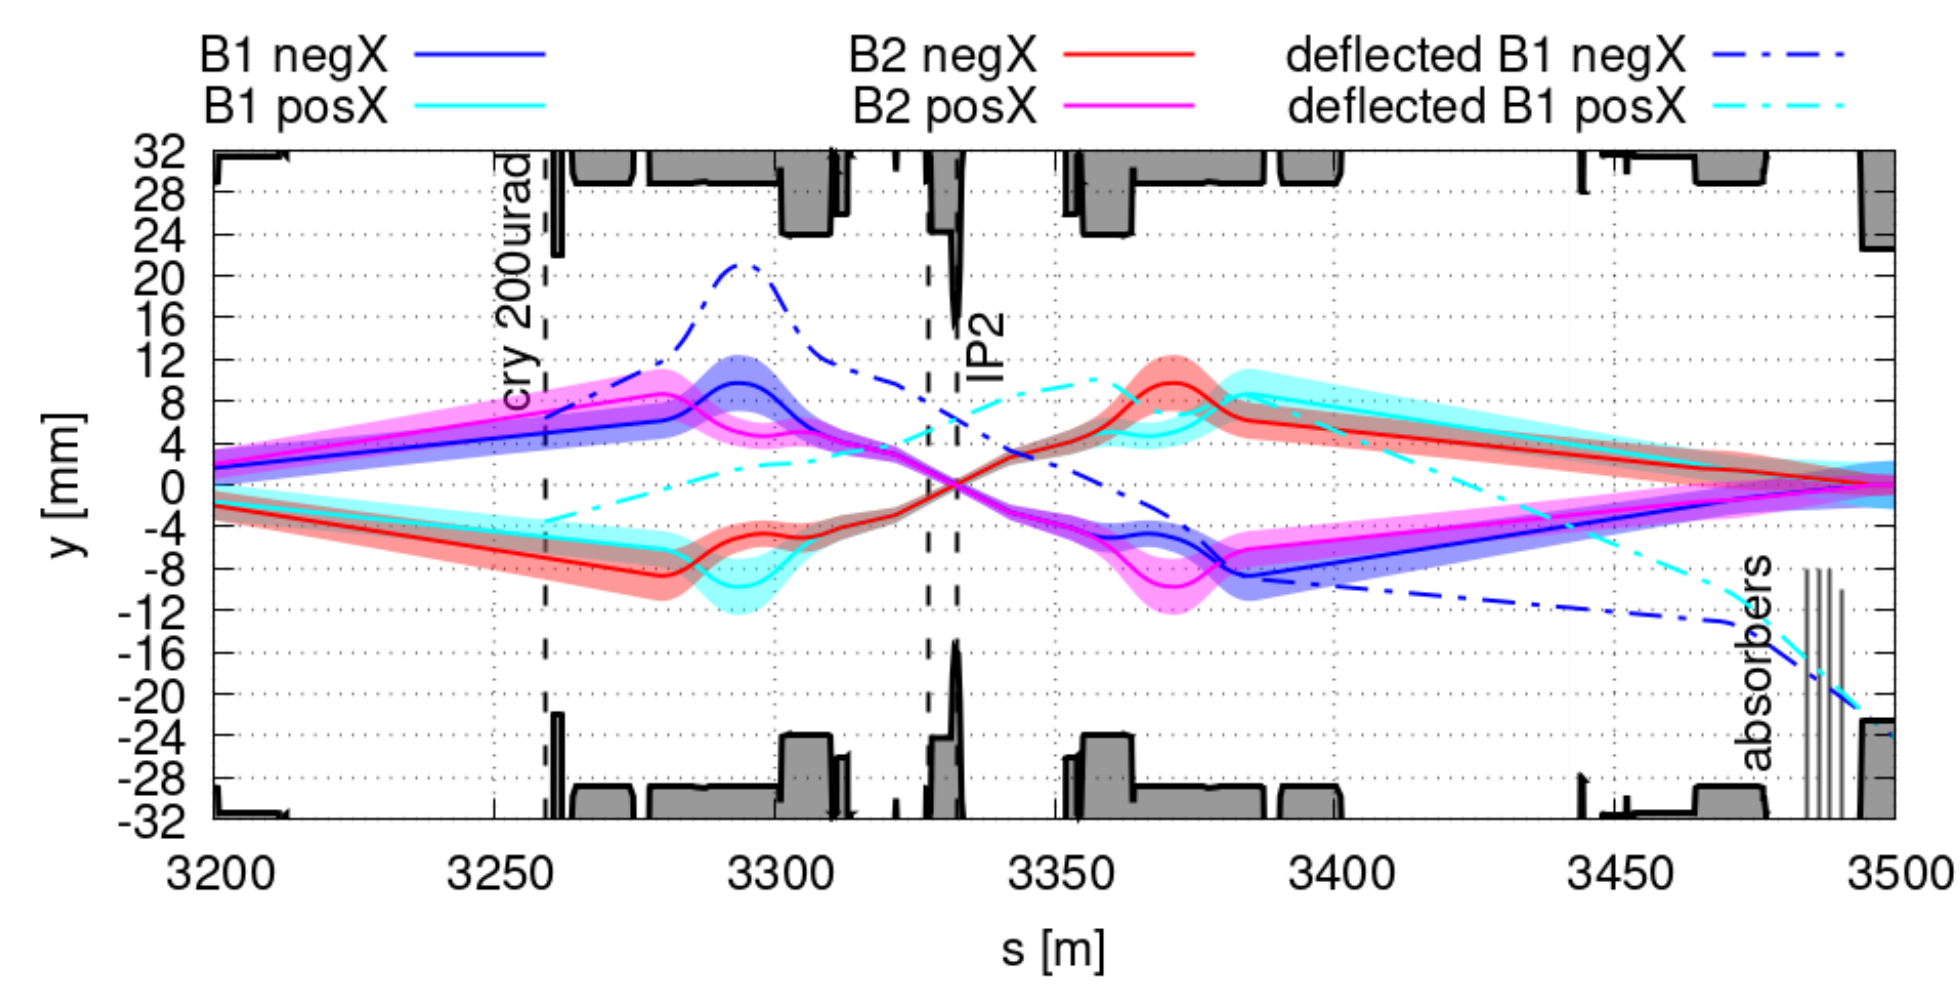 B1 negX
B2 negX
deflected B1 negX
B1 posX
B2 posX
deflected B1 posX
32
28
24
20
16
12
8
4
0
-4
-8
-12
-16
-20
-24
-28
-32
y [mm]
cry 200urad
IP2
absorbers
3200
3250
3300
3350
3400
3450
3500
s [m]